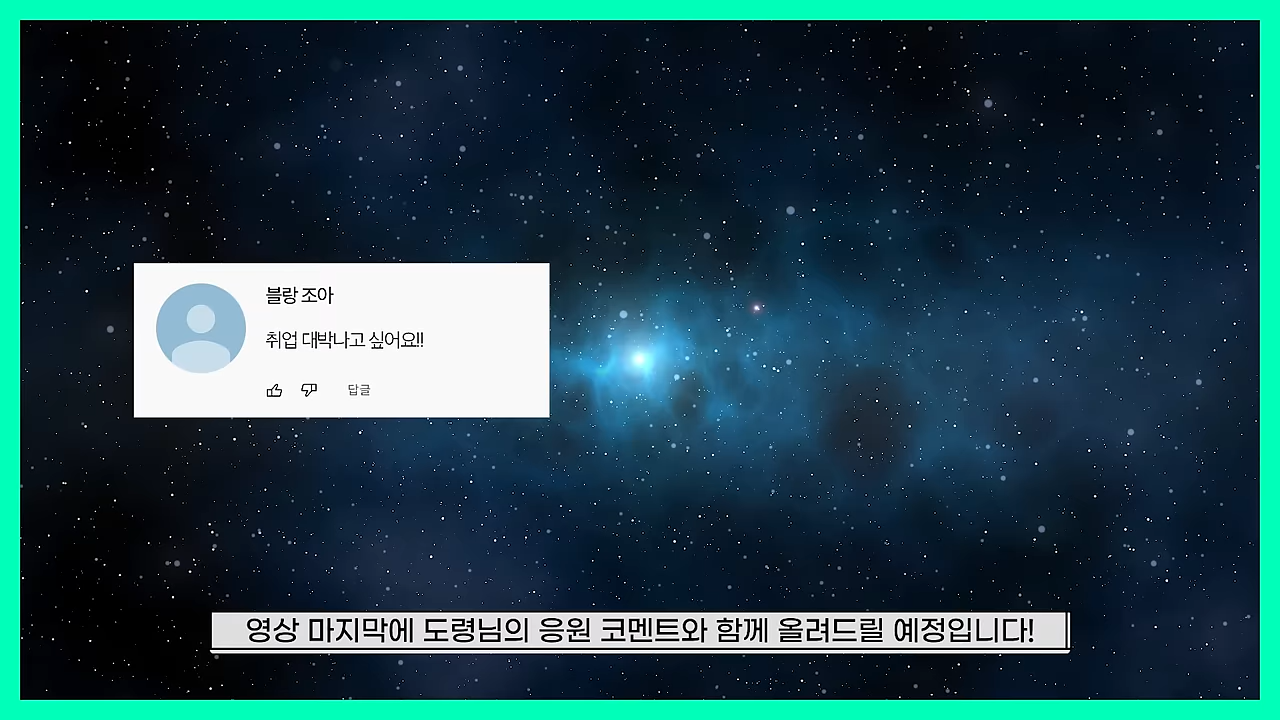 블랑 조아
취업 대박나고 싶어요!!
답글
영상 마지막에 도령님의 응원 코멘트와 함께 올려드릴 예정입니다!